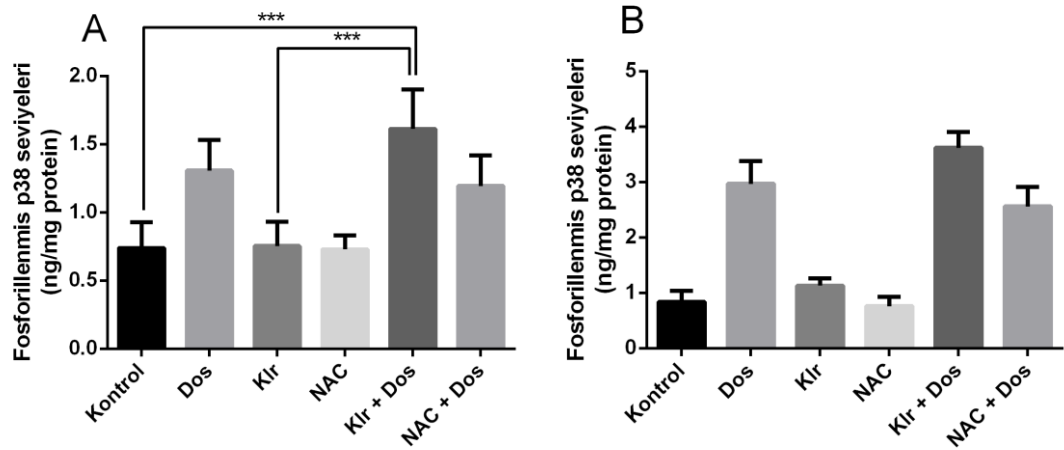 A
***
***
Fosforillenmis p38 seviyeleri
(ng/mg protein)
2.0
1.5
1.0
0.5
0.0
Kontrol
Dos
Klr
NAC
Klr + Dos
NAC + Dos
B
Fosforillenmis p38 seviyeleri
(ng/mg protein)
5
4
3
2
1
0
Kontrol
Dos
Klr
NAC
Klr + Dos
NAC + Dos